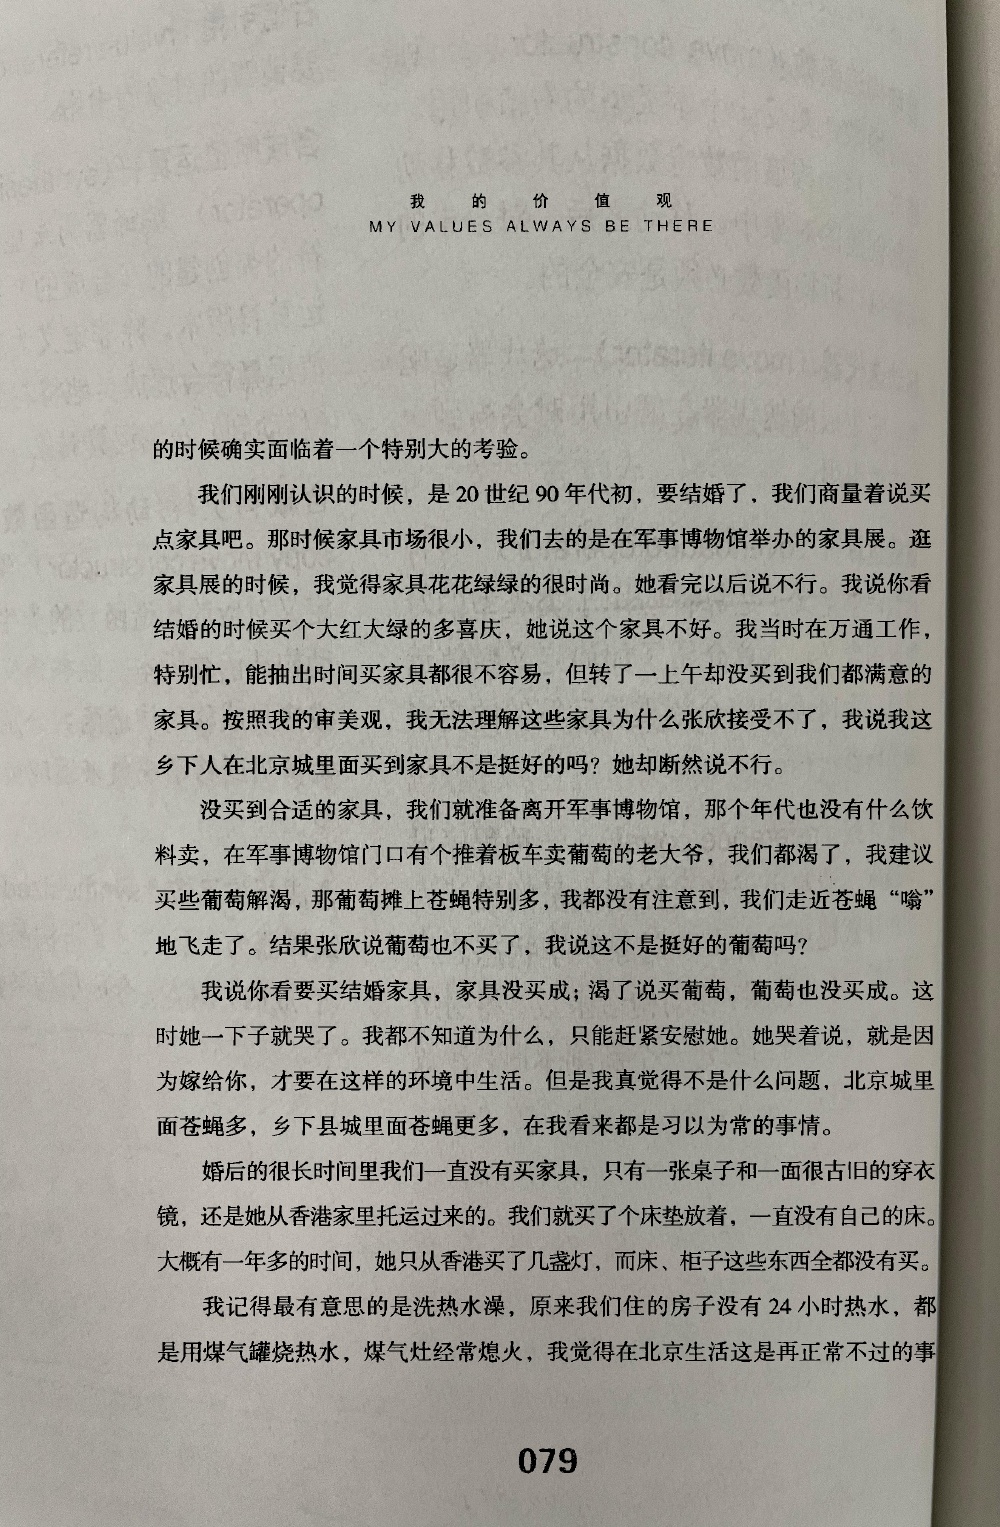 我的价值观
MY VALUES ALWAYS BE THERE
的时候确实面临着一个特别大的考验。
我们刚刚认识的时候，是 20 世纪 90 年代初，要结婚了，我们商量着说买
点家具吧。那时候家具市场很小，我们去的是在军事博物馆举办的家具展。逛
家具展的时候，我觉得家具花花绿绿的很时尚。她看完以后说不行。我说你看
结婚的时候买个大红大绿的多喜庆，她说这个家具不好。我当时在万通工作，
特别忙，能抽出时间买家具都很不容易，但转了一上午却没买到我们都满意的
家具。按照我的审美观，我无法理解这些家具为什么张欣接受不了，我说我这
乡下人在北京城里面买到家具不是挺好的吗？她却断然说不行。
没买到合适的家具，我们就准备离开军事博物馆，那个年代也没有什么饮
料卖，在军事博物馆门口有个推着板车卖葡萄的老大爷，我们都渴了，我建议
买些葡萄解渴，那葡萄摊上苍蝇特别多，我都没有注意到，我们走近苍蝇“嗡”
地飞走了。结果张欣说葡萄也不买了，我说这不是挺好的葡萄吗？
我说你看要买结婚家具，家具没买成；渴了说买葡萄，葡萄也没买成。这
时她一下子就哭了。我都不知道为什么，只能赶紧安慰她。她哭着说，就是因
为嫁给你，才要在这样的环境中生活。但是我真觉得不是什么问题，北京城里
面苍蝇多，乡下县城里面苍蝇更多，在我看来都是习以为常的事情。
婚后的很长时间里我们一直没有买家具，只有一张桌子和一面很古旧的穿衣
镜，还是她从香港家里托运过来的。我们就买了个床垫放着，一直没有自己的床。
大概有一年多的时间，她只从香港买了几盏灯，而床、柜子这些东西全都没有买。
我记得最有意思的是洗热水澡，原来我们住的房子没有 24 小时热水，都
是用煤气罐烧热水，煤气灶经常熄火，我觉得在北京生活这是再正常不过的事
079